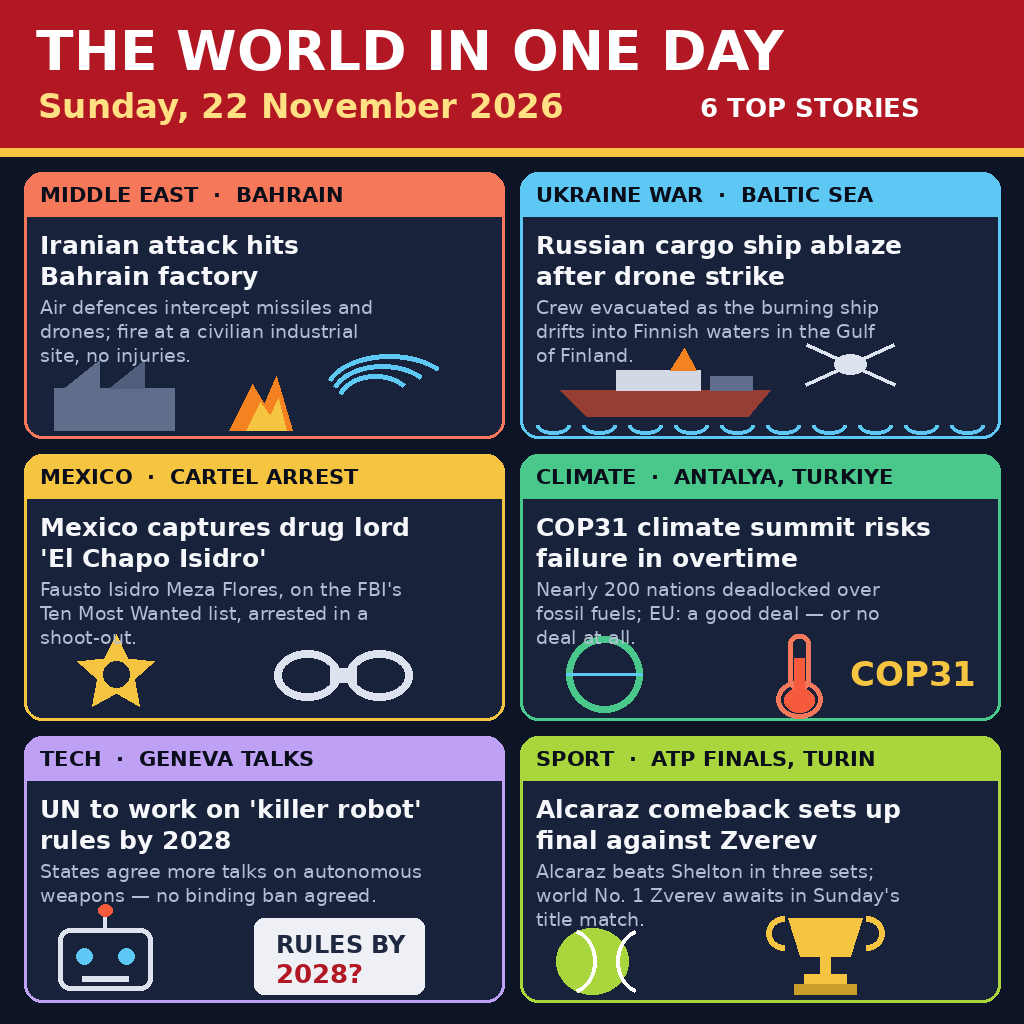 THE WORLD IN ONE DAY
Sunday, 22 November 2026
6 TOP STORIES
MIDDLE EAST · BAHRAIN
Iranian attack hits
Bahrain factory
Air defences intercept missiles and
drones; fire at a civilian industrial
site, no injuries.
UKRAINE WAR · BALTIC SEA
Russian cargo ship ablaze
after drone strike
Crew evacuated as the burning ship
drifts into Finnish waters in the Gulf
of Finland.
MEXICO · CARTEL ARREST
Mexico captures drug lord
'El Chapo Isidro'
Fausto Isidro Meza Flores, on the FBI's
Ten Most Wanted list, arrested in a
shoot-out.
CLIMATE · ANTALYA, TURKIYE
COP31 climate summit risks
failure in overtime
Nearly 200 nations deadlocked over
fossil fuels; EU: a good deal — or no
deal at all.
COP31
TECH · GENEVA TALKS
UN to work on 'killer robot'
rules by 2028
States agree more talks on autonomous
weapons — no binding ban agreed.
RULES BY
2028?
SPORT · ATP FINALS, TURIN
Alcaraz comeback sets up
final against Zverev
Alcaraz beats Shelton in three sets;
world No. 1 Zverev awaits in Sunday's
title match.